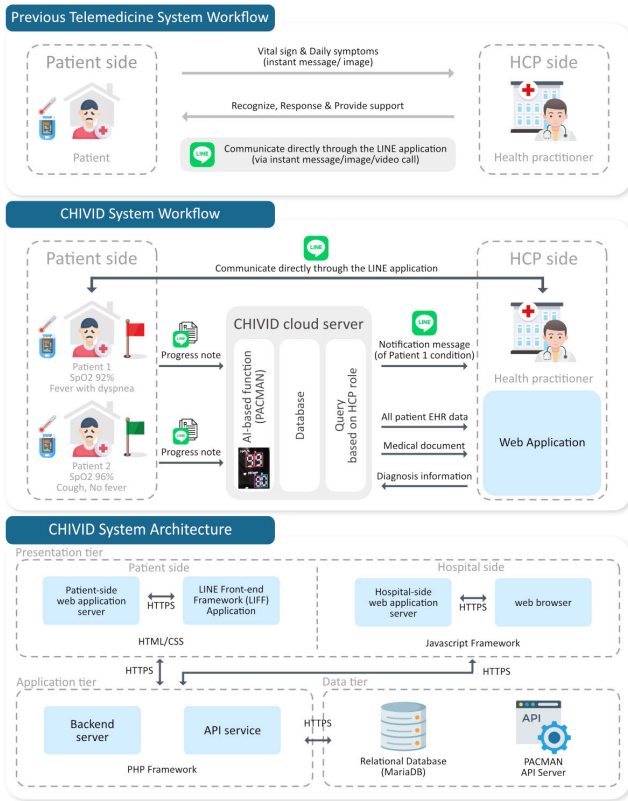 Previous Telemedicine System Workflow
Patient side
Patient
Vital sign & Daily symptoms
(instant message/ image)
Recognize, Response & Provide support
LINE
Communicate directly through the LINE application
(via instant message/image/video call)
HCP side
Health practitioner
CHIVID System Workflow
LINE
Communicate directly through the LINE application
Patient side
Patient 1
SpO2 92%
Fever with dyspnea
LINE
Progress note
Patient 2
SpO2 96%
Cough, No fever
LINE
Progress note
CHIVID cloud server
AI-based function
(PACMAN)
99
80
Database
Query
based on HCP role
LINE
Notification message
(of Patient 1 condition)
All patient EHR data
Medical document
Diagnosis information
HCP side
Health practitioner
Web Application
CHIVID System Architecture
Presentation tier
Patient side
Patient-side
web application
server
HTTPS
LINE Front-end
Framework (LIFF)
Application
HTML/CSS
Hospital side
Hospital-side
web application
server
HTTPS
web browser
Javascript Framework
HTTPS
HTTPS
Application tier
Backend
server
API service
PHP Framework
HTTPS
Data tier
Relational Database
(MariaDB)
API
PACMAN
API Server